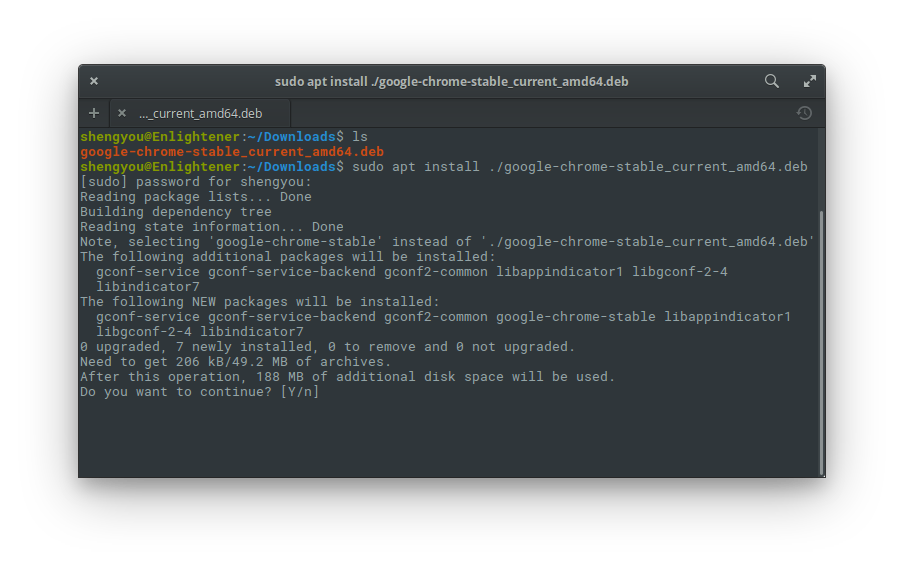 sudo apt install ./google-chrome-stable_current_amd64.deb
..._current_amd64.deb
shengyou@Enlightener:~/Downloads$ ls
google-chrome-stable_current_amd64.deb
shengyou@Enlightener:~/Downloads$ sudo apt install ./google-chrome-stable_current_amd64.deb
[sudo] password for shengyou:
Reading package lists... Done
Building dependency tree
Reading state information... Done
Note, selecting 'google-chrome-stable' instead of './google-chrome-stable_current_amd64.deb'
The following additional packages will be installed:
  gconf-service gconf-service-backend gconf2-common libappindicator1 libgconf-2-4
  libindicator7
The following NEW packages will be installed:
  gconf-service gconf-service-backend gconf2-common google-chrome-stable libappindicator1
  libgconf-2-4 libindicator7
0 upgraded, 7 newly installed, 0 to remove and 0 not upgraded.
Need to get 206 kB/49.2 MB of archives.
After this operation, 188 MB of additional disk space will be used.
Do you want to continue? [Y/n]